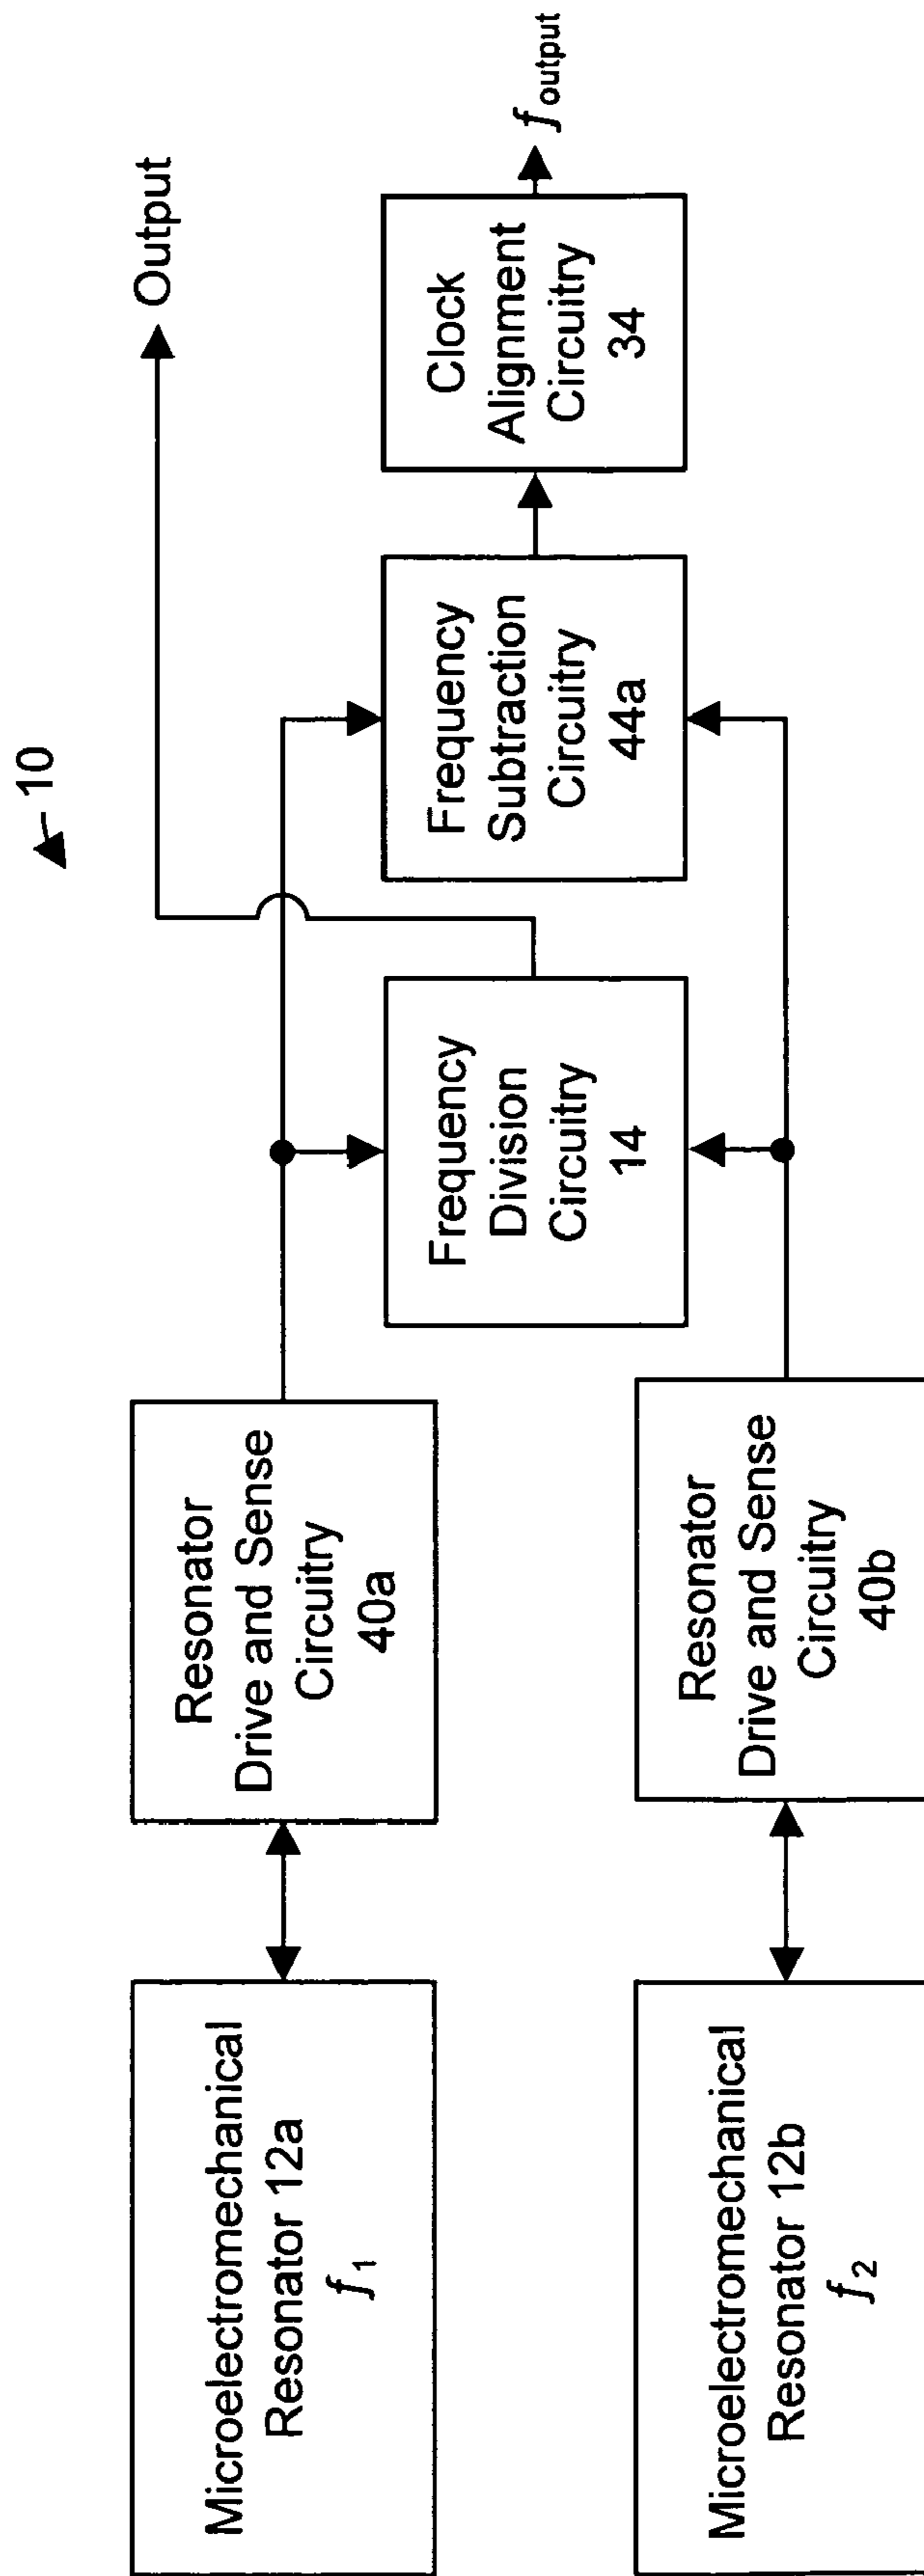 10
Microelectromechanical
Resonator 12a
f1
Resonator
Drive and Sense
Circuitry
40a
Frequency
Division
Circuitry
14
Frequency
Subtraction
Circuitry
44a
Clock
Alignment
Circuitry
34
Output
foutput
Microelectromechanical
Resonator 12b
f2
Resonator
Drive and Sense
Circuitry
40b